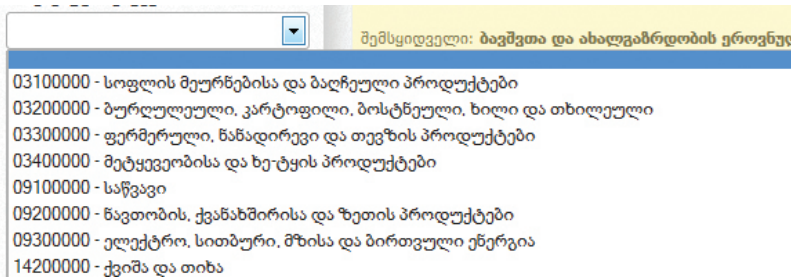 შემსყიდველი: ბავშვთა და ახალგაზრდობის ეროვნულ
03100000 - სოფლის მეურნებისა და ბაღჩეული პროდუქტები
03200000 - ბურღულეული, კარტოფილი, ბოსტნეული, ხილი და თხილეული
03300000 - ფერმერული, ნანადირევი და თევზის პროდუქტები
03400000 - მეტყევეობისა და ხე-ტყის პროდუქტები
09100000 - საწვავი
09200000 - ნავთობის, ქვანახშირისა და ზეთის პროდუქტები
09300000 - ელექტრო, სითბური, მზისა და ბირთვული ენერგია
14200000 - ქვიშა და თიხა